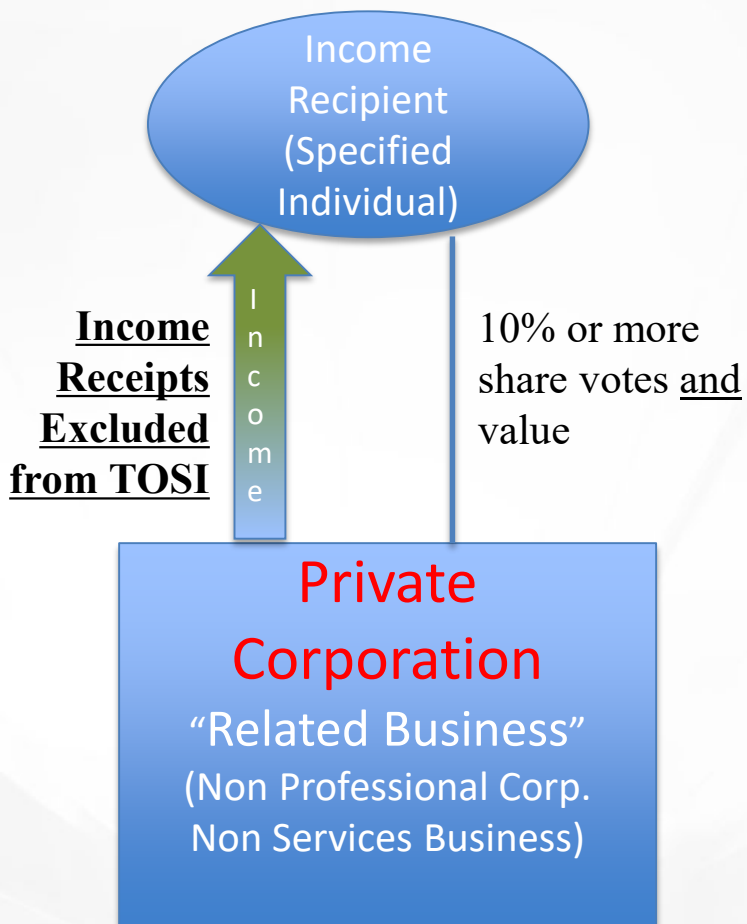 Income
Recipient
(Specified
Individual)
Income
Receipts
Excluded
from TOSI
Income
10% or more
share votes and
value
Private
Corporation
“Related Business”
(Non Professional Corp.
Non Services Business)